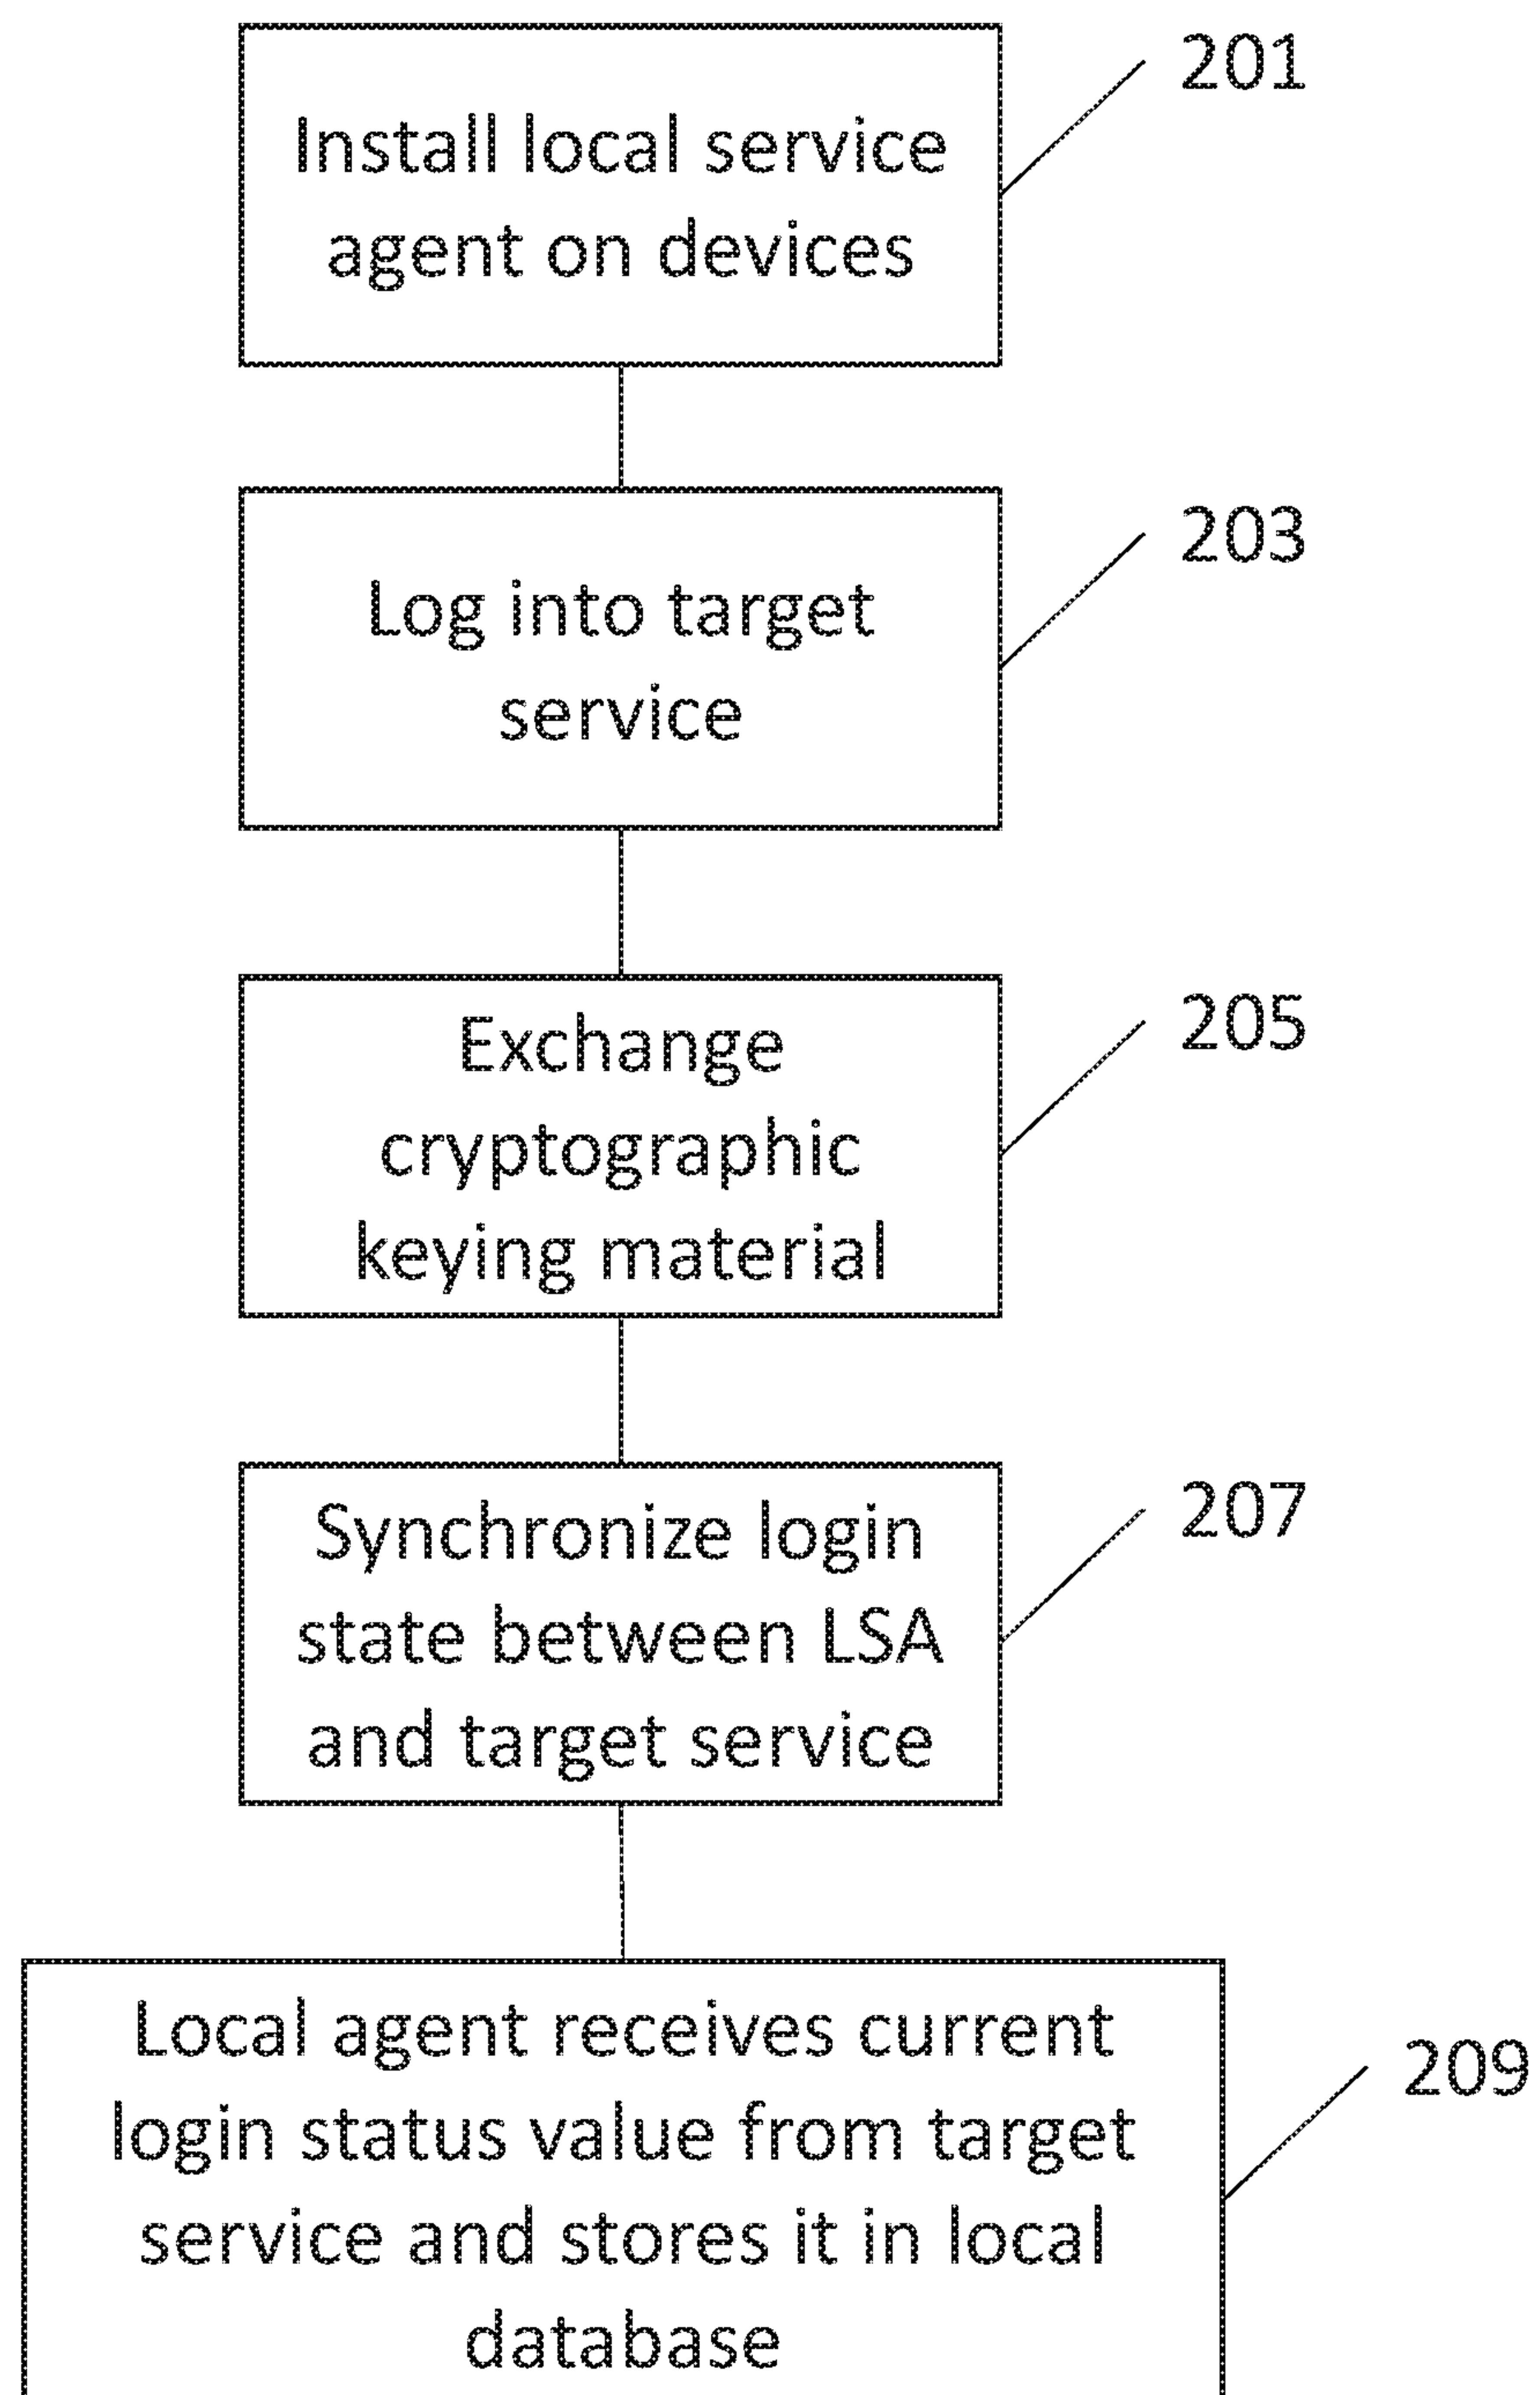 201
Install local service
agent on devices
203
Log into target
service
205
Exchange
cryptographic
keying material
207
Synchronize login
state between LSA
and target service
Local agent receives current
209
login status value from target
service and stores it in local
database